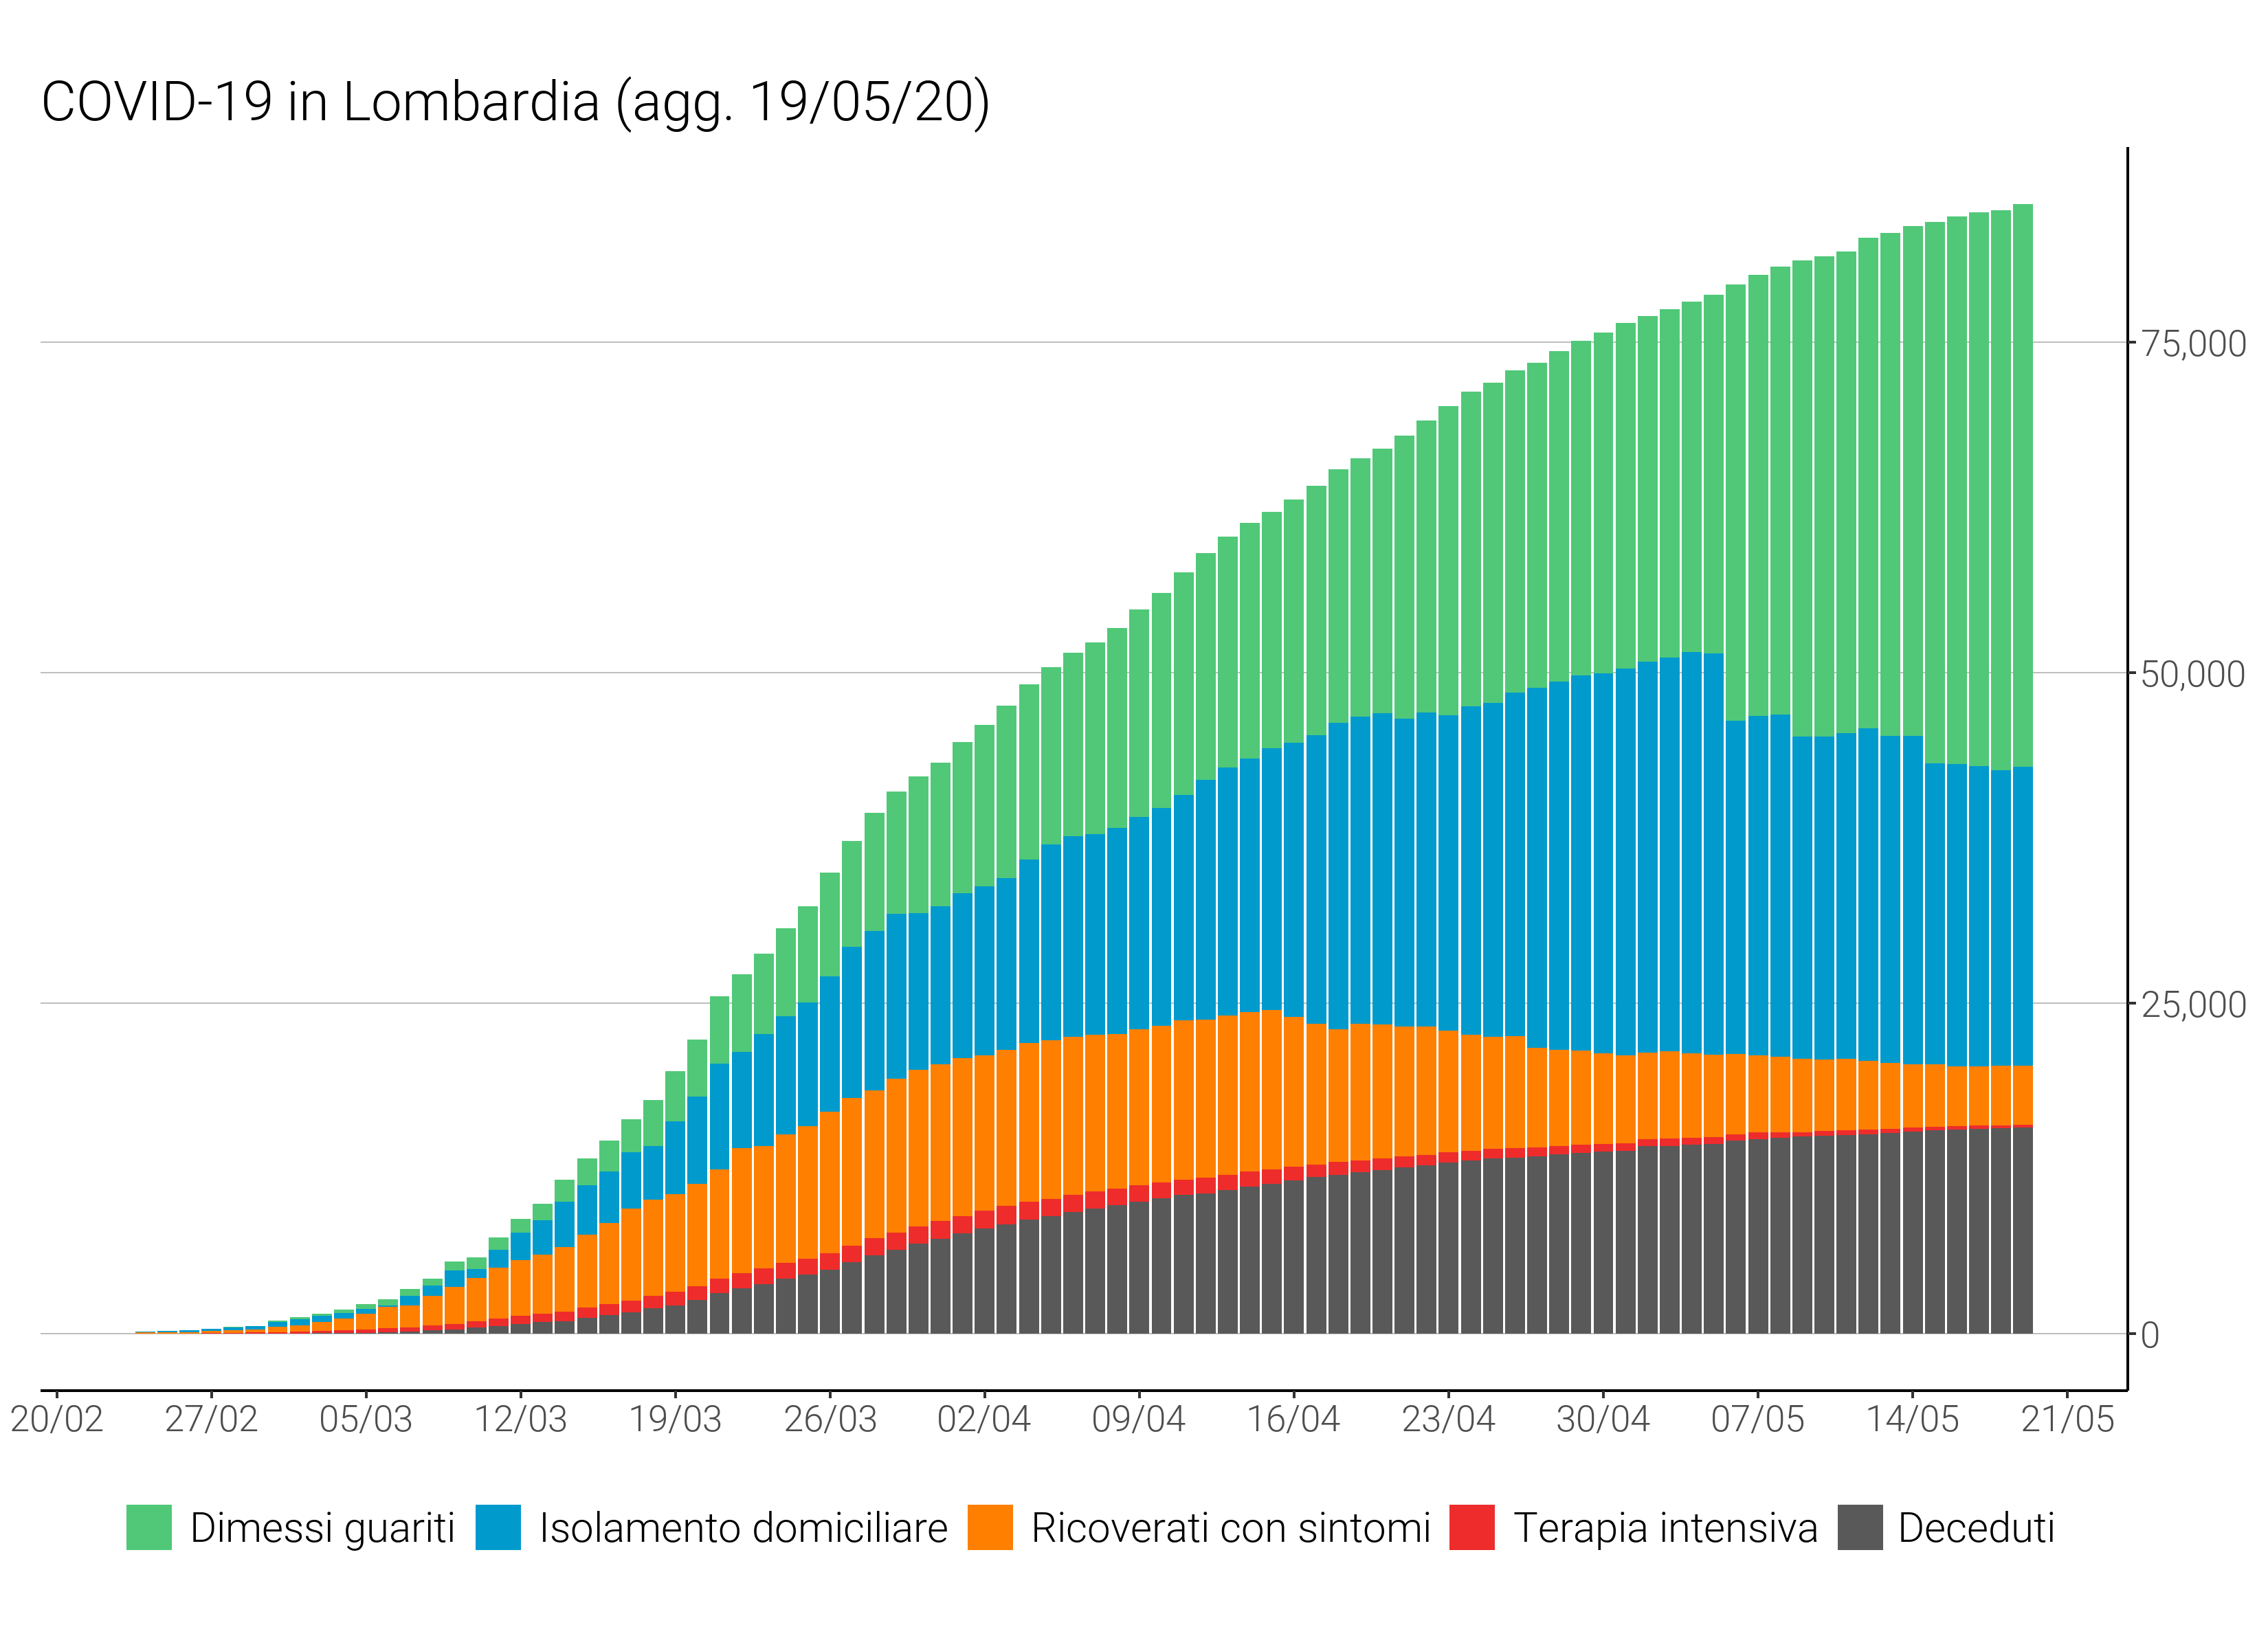 COVID-19 in Lombardia (agg. 19/05/20)
75,000
50,000
25,000
0
20/02 27/02 05/03 12/03 19/03 26/03 02/04 09/04 16/04 23/04 30/04 07/05 14/05 21/05
Dimessi guariti Isolamento domiciliare Ricoverati con sintomi Terapia intensiva Deceduti